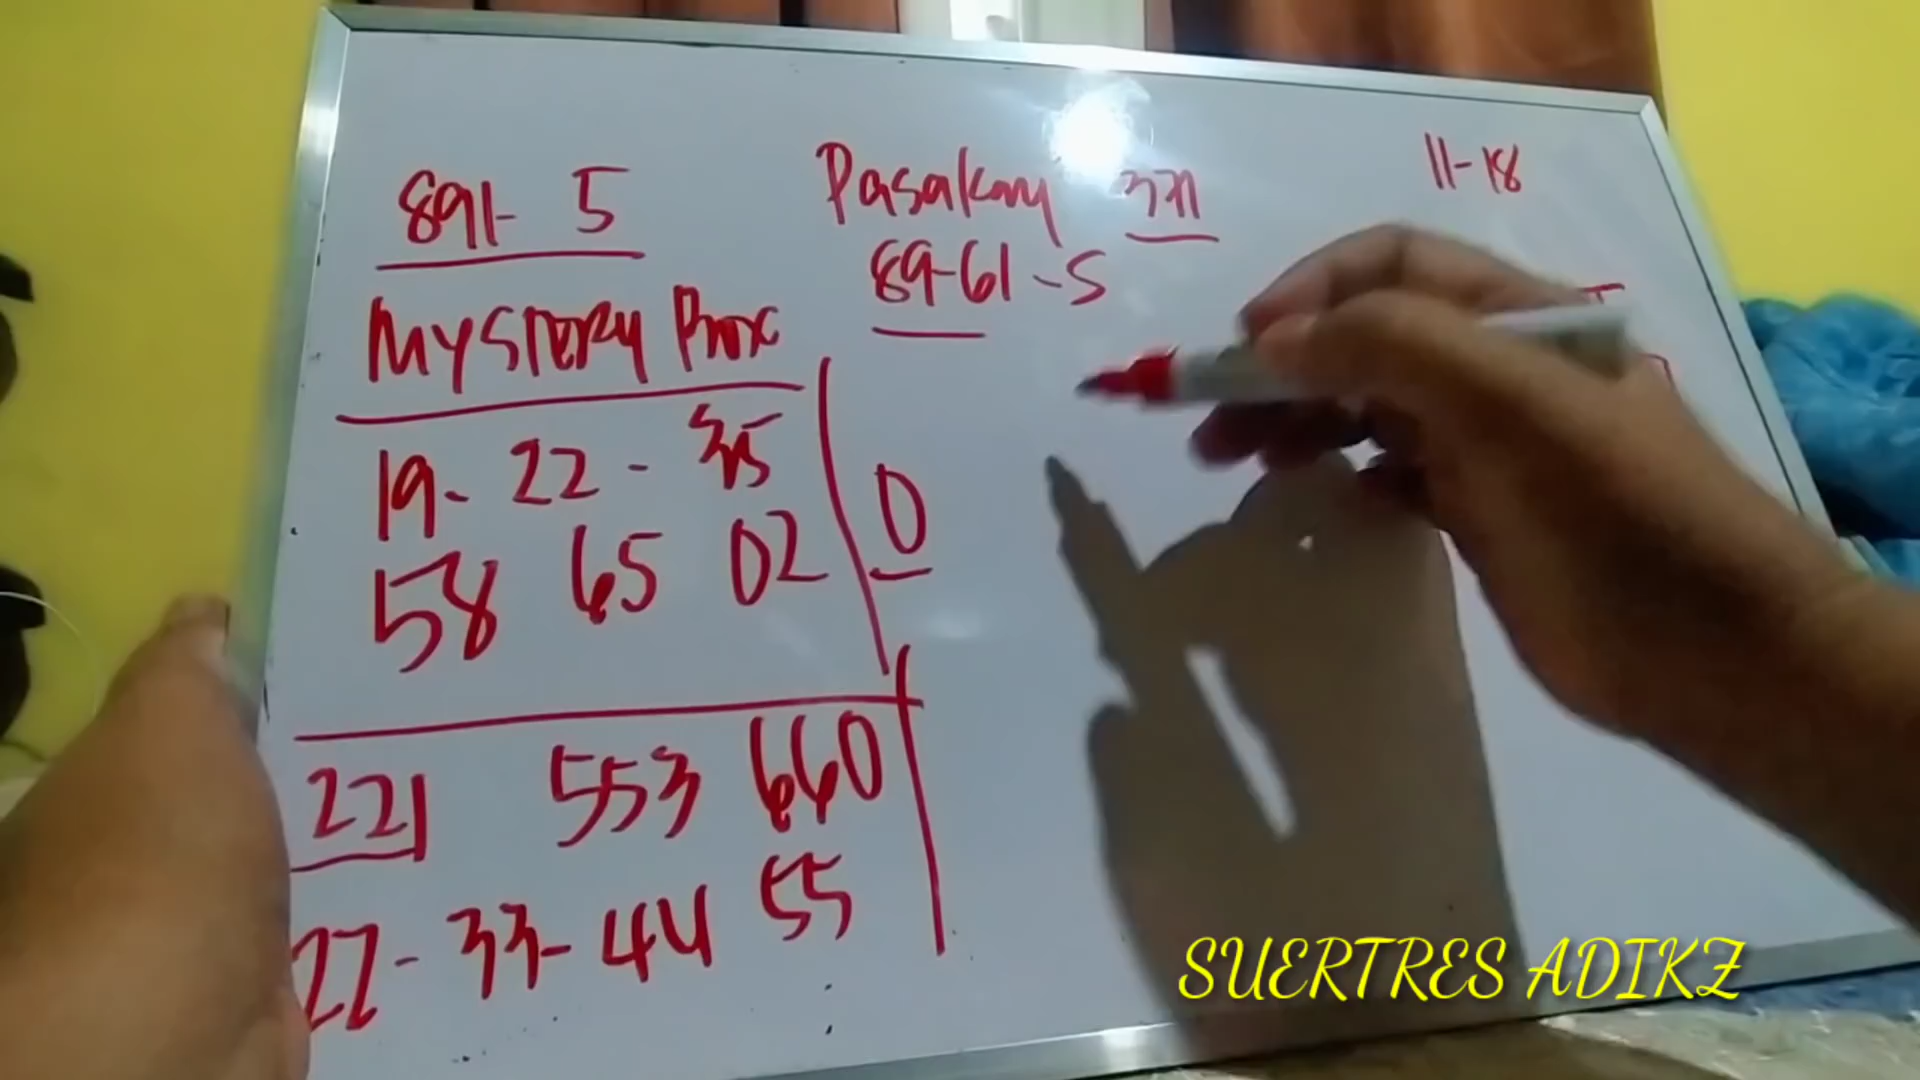 891- 5
Pasakay 371
11-18
89-61-5
MYSTERY Box
19- 22 - 35
58 65 02
0
221 553 660
22- 33- 44 55
SUERTRES ADIKZ